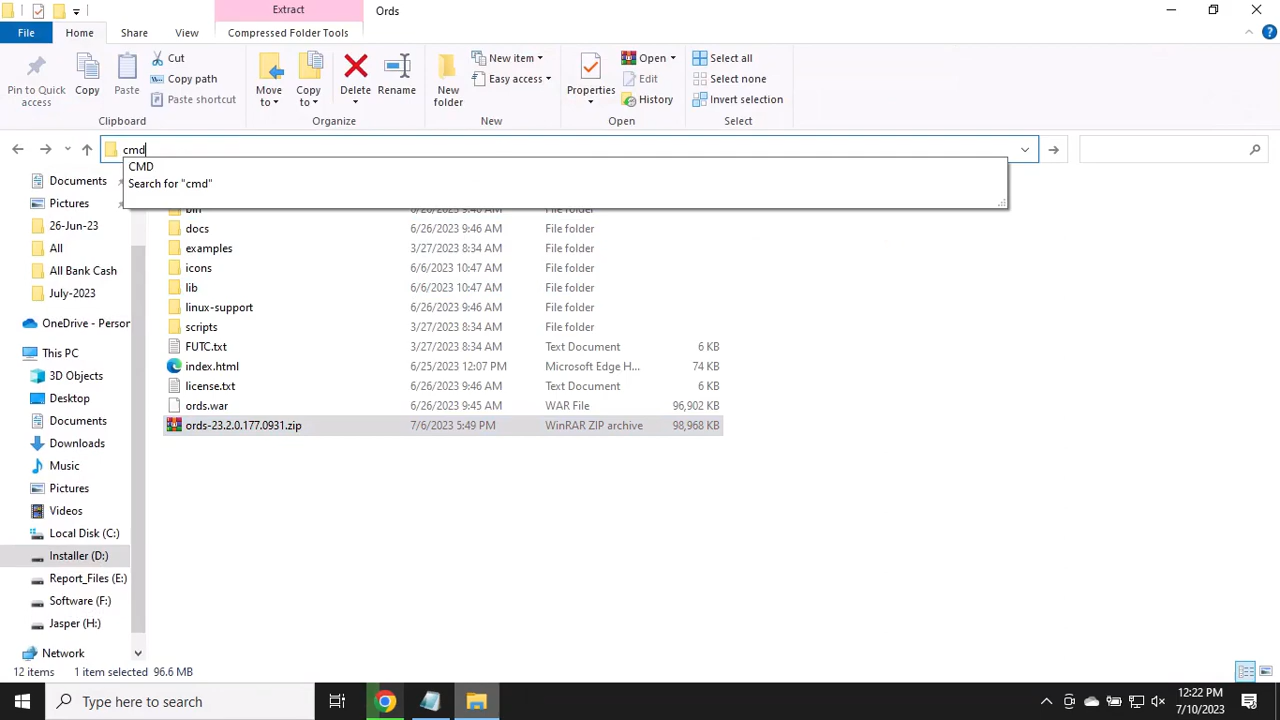 Extract
Ords
File
Home
Share
View
Compressed Folder Tools
Pin to Quick access
Copy
Paste
Cut
Copy path
Paste shortcut
Clipboard
Move to
Copy to
Delete
Rename
Organize
New folder
New item
Easy access
New
Properties
Open
Edit
History
Open
Select all
Select none
Invert selection
Select
cmd
CMD
Search for "cmd"
Documents
Pictures
26-Jun-23
All
All Bank Cash
July-2023
OneDrive - Person
This PC
3D Objects
Desktop
Documents
Downloads
Music
Pictures
Videos
Local Disk (C:)
Installer (D:)
Report_Files (E:)
Software (F:)
Jasper (H:)
Network
docs 6/26/2023 9:46 AM File folder
examples 3/27/2023 8:34 AM File folder
icons 6/6/2023 10:47 AM File folder
lib 6/6/2023 10:47 AM File folder
linux-support 6/26/2023 9:46 AM File folder
scripts 3/27/2023 8:34 AM File folder
FUTC.txt 3/27/2023 8:34 AM Text Document 6 KB
index.html 6/25/2023 12:07 PM Microsoft Edge H... 74 KB
license.txt 6/26/2023 9:46 AM Text Document 6 KB
ords.war 6/26/2023 9:45 AM WAR File 96,902 KB
ords-23.2.0.177.0931.zip 7/6/2023 5:49 PM WinRAR ZIP archive 98,968 KB
12 items 1 item selected 96.6 MB
Type here to search
12:22 PM
7/10/2023